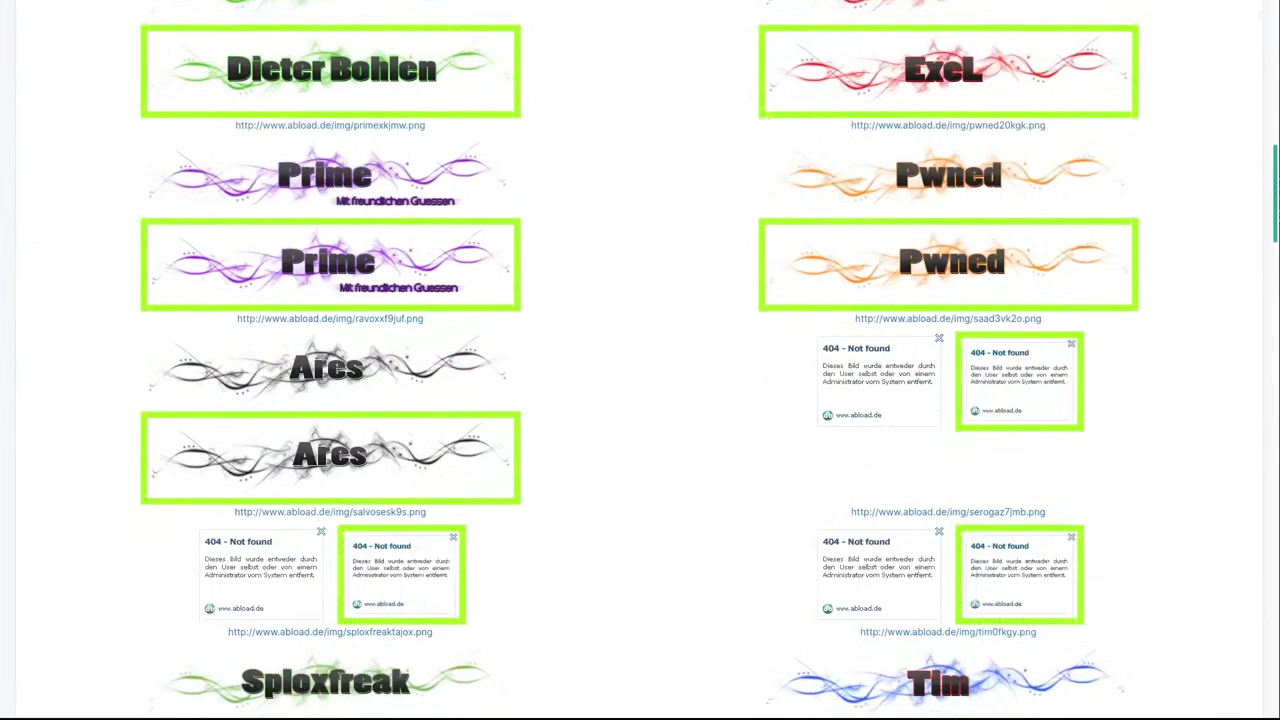 Dieter Bohlen
ExeL
http://www.abload.de/img/primexkjmw.png
http://www.abload.de/img/pwned20kgk.png
Prime
Mit freundlichen Gruessen
Pwned
Prime
Mit freundlichen Gruessen
Pwned
http://www.abload.de/img/ravoxxf9juf.png
http://www.abload.de/img/saad3vk2o.png
Ares
404 - Not found
Dieses Bild wurde entweder durch
den User selbst oder von einem
Administrator vom System entfernt.
www.abload.de
404 - Not found
Dieses Bild wurde entweder durch
den User selbst oder von einem
Administrator vom System entfernt.
www.abload.de
Ares
http://www.abload.de/img/salvosesk9s.png
http://www.abload.de/img/serogaz7jmb.png
404 - Not found
Dieses Bild wurde entweder durch
den User selbst oder von einem
Administrator vom System entfernt.
www.abload.de
404 - Not found
Dieses Bild wurde entweder durch
den User selbst oder von einem
Administrator vom System entfernt.
www.abload.de
404 - Not found
Dieses Bild wurde entweder durch
den User selbst oder von einem
Administrator vom System entfernt.
www.abload.de
404 - Not found
Dieses Bild wurde entweder durch
den User selbst oder von einem
Administrator vom System entfernt.
www.abload.de
http://www.abload.de/img/sploxfreaktajox.png
http://www.abload.de/img/tim0fkgy.png
Sploxfreak
Tim